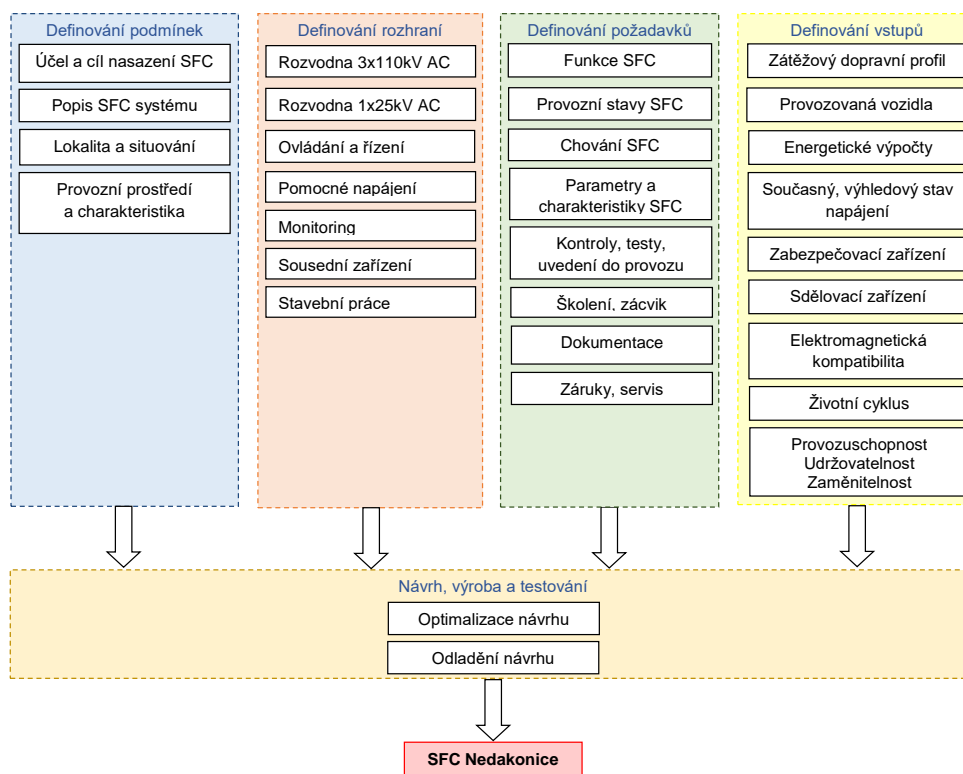 Definování podmínek
Účel a cíl nasazení SFC
Popis SFC systému
Lokalita a situování
Provozní prostředí
a charakteristika
Definování rozhraní
Rozvodna 3x110kV AC
Rozvodna 1x25kV AC
Ovládání a řízení
Pomocné napájení
Monitoring
Sousední zařízení
Stavební práce
Definování požadavků
Funkce SFC
Provozní stavy SFC
Chování SFC
Parametry a
charakteristiky SFC
Kontroly, testy,
uvedení do provozu
Školení, zácvik
Dokumentace
Záruky, servis
Definování vstupů
Zátěžový dopravní profil
Provozovaná vozidla
Energetické výpočty
Současný, výhledový stav
napájení
Zabezpečovací zařízení
Sdělovací zařízení
Elektromagnetická
kompatibilita
Životní cyklus
Provozuschopnost
Udržovatelnost
Zaměnitelnost
Návrh, výroba a testování
Optimalizace návrhu
Odladění návrhu
SFC Nedakonice